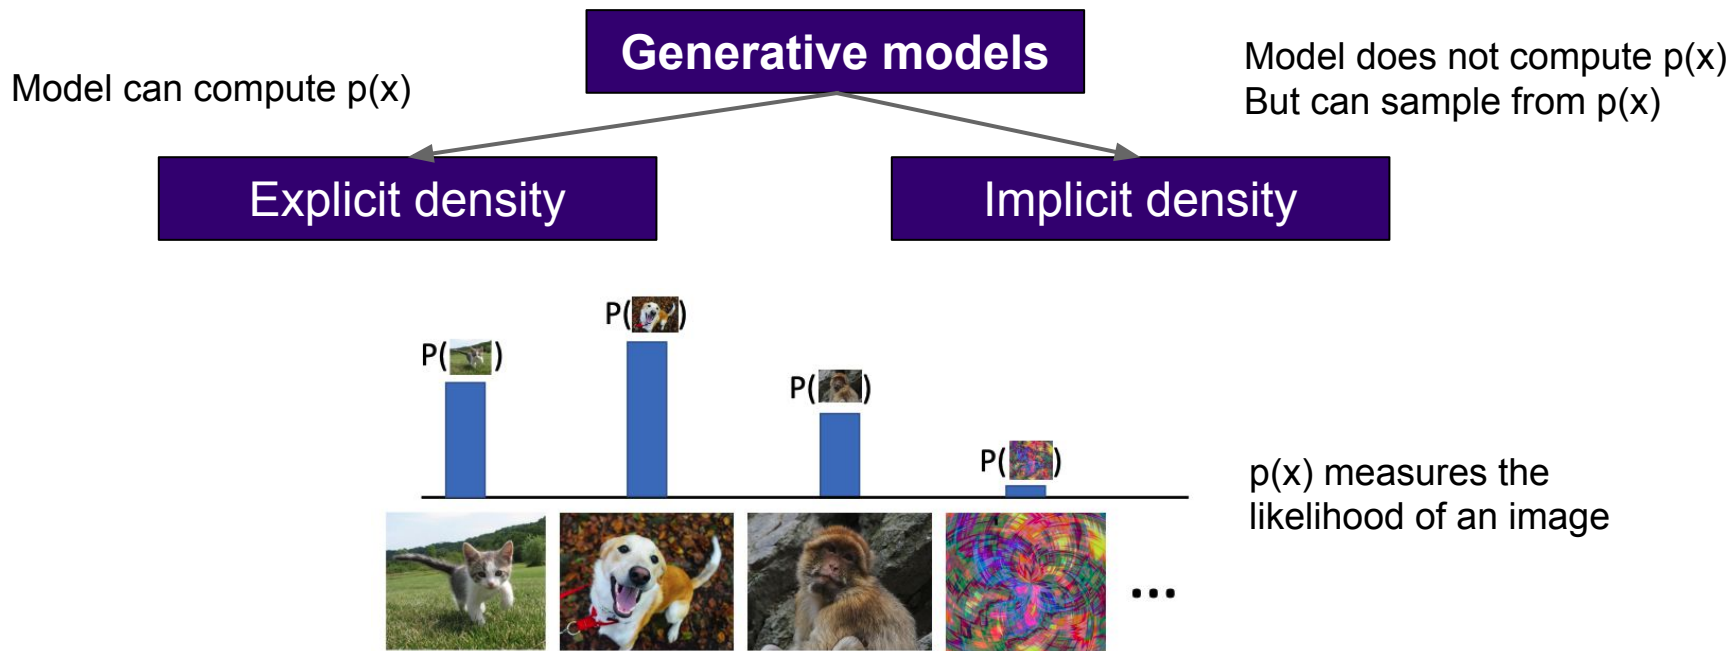 Generative models
Model can compute p(x)
Model does not compute p(x)
But can sample from p(x)
Explicit density
Implicit density
P( )
P( )
P( )
P( )
p(x) measures the
likelihood of an image
...